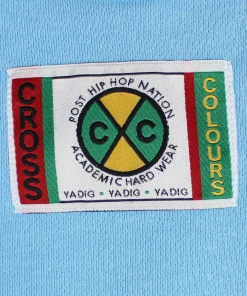 CROSS
POST HIP HOP NATION
C C
ACADEMIC HARD WEAR
YADIG • YADIG • YADIG
COLOURS